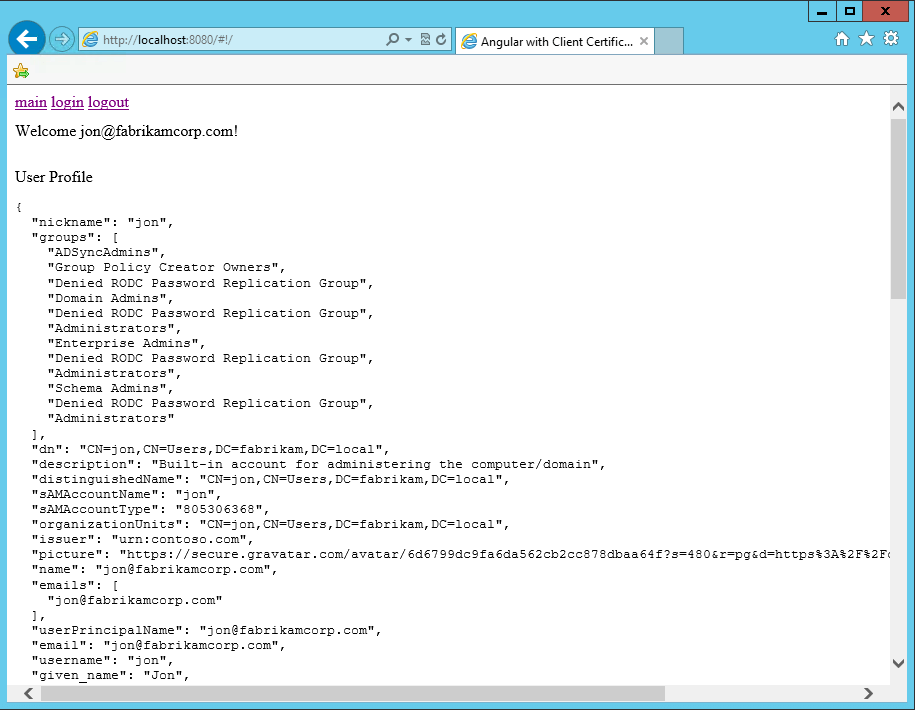 http://localhost:8080/#!/
Angular with Client Certific...
main login logout
Welcome jon@fabrikamcorp.com!
User Profile
{
  "nickname": "jon",
  "groups": [
    "ADSyncAdmins",
    "Group Policy Creator Owners",
    "Denied RODC Password Replication Group",
    "Domain Admins",
    "Denied RODC Password Replication Group",
    "Administrators",
    "Enterprise Admins",
    "Denied RODC Password Replication Group",
    "Administrators",
    "Schema Admins",
    "Denied RODC Password Replication Group",
    "Administrators"
  ],
  "dn": "CN=jon,CN=Users,DC=fabrikam,DC=local",
  "description": "Built-in account for administering the computer/domain",
  "distinguishedName": "CN=jon,CN=Users,DC=fabrikam,DC=local",
  "sAMAccountName": "jon",
  "sAMAccountType": "805306368",
  "organizationUnits": "CN=jon,CN=Users,DC=fabrikam,DC=local",
  "issuer": "urn:contoso.com",
  "picture": "https://secure.gravatar.com/avatar/6d6799dc9fa6da562cb2cc878dbaa64f?s=480&r=pg&d=https%3A%2F%2F
  "name": "jon@fabrikamcorp.com",
  "emails": [
    "jon@fabrikamcorp.com"
  ],
  "userPrincipalName": "jon@fabrikamcorp.com",
  "email": "jon@fabrikamcorp.com",
  "username": "jon",
  "given_name": "Jon",